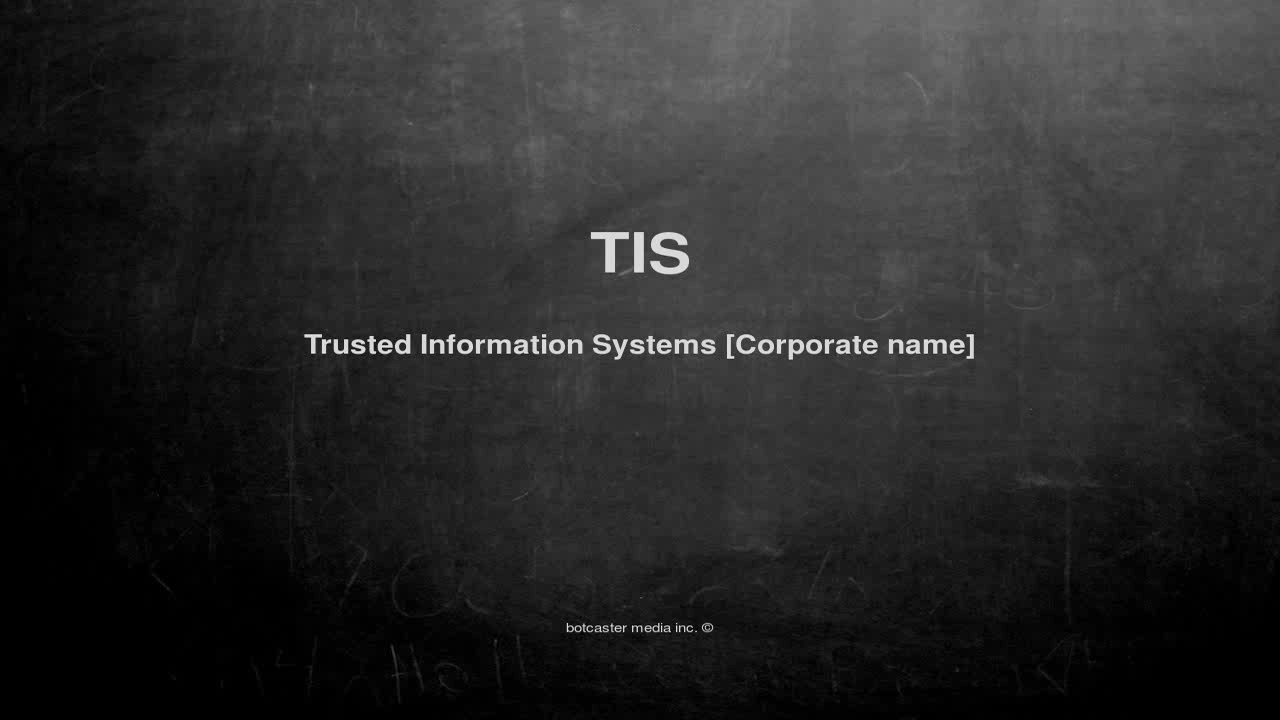 TIS
Trusted Information Systems [Corporate name]
botcaster media inc. ©